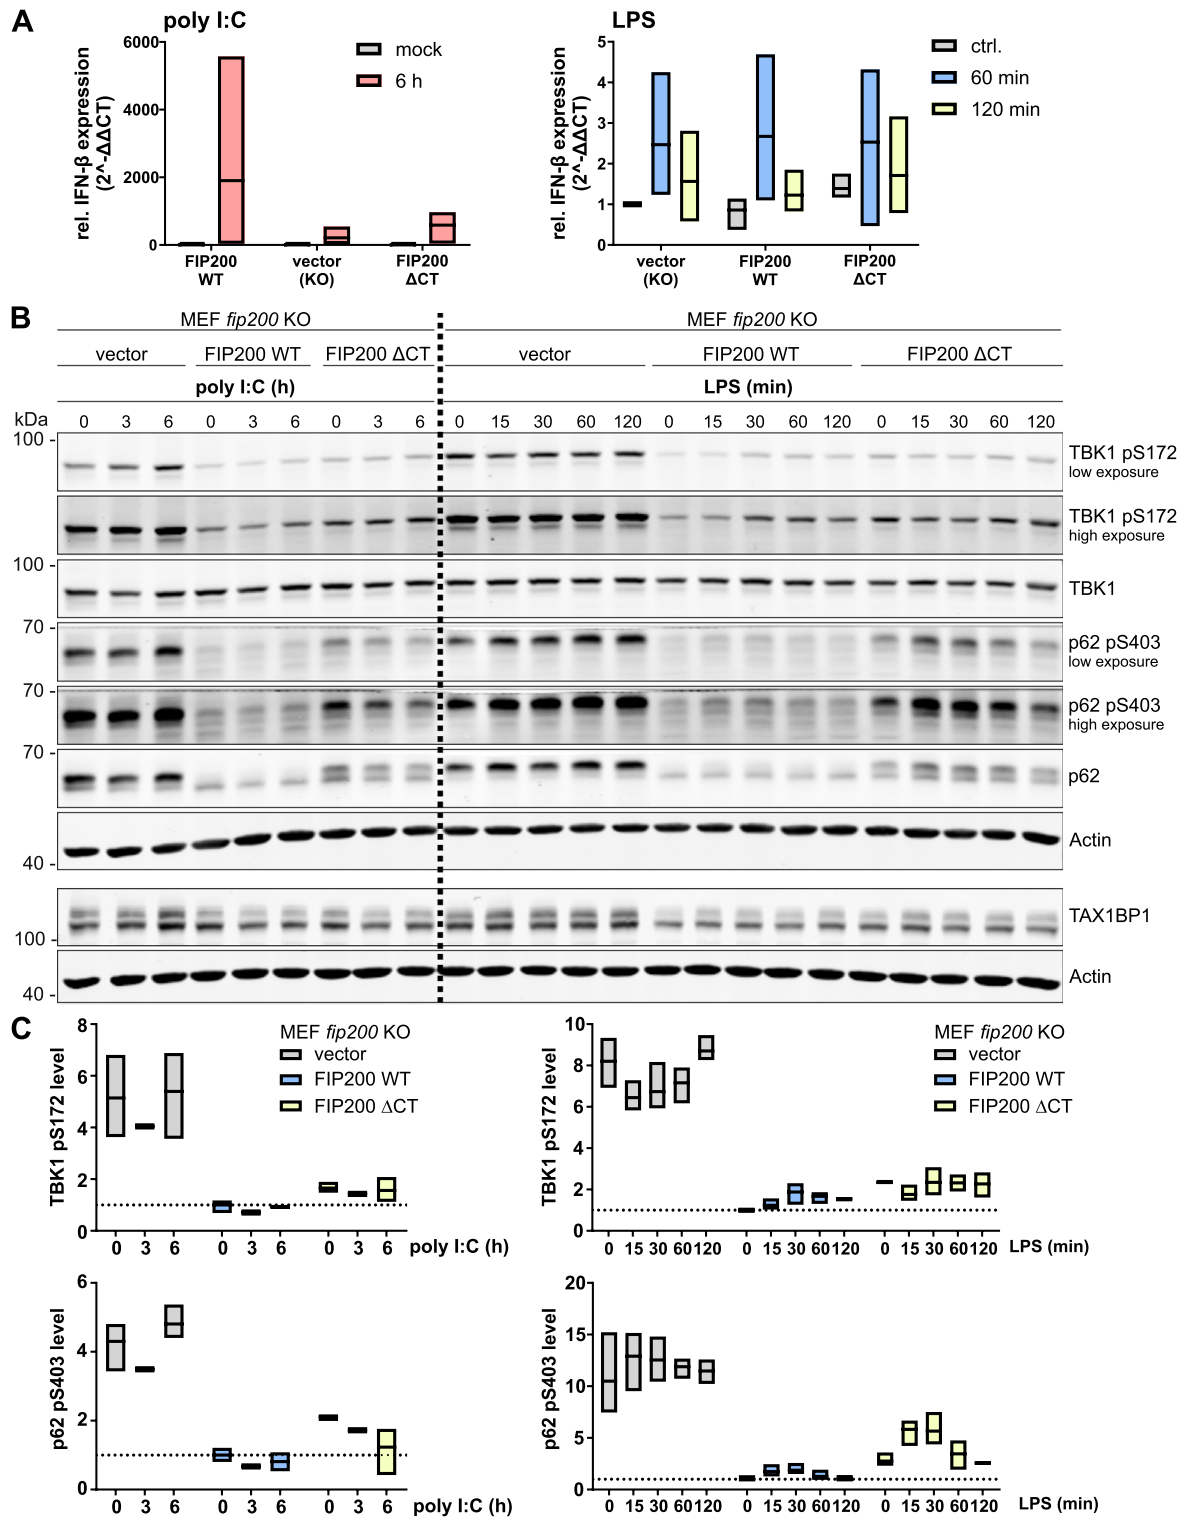 A
poly I:C
rel. IFN-β expression
(2^-ΔΔCT)
6000
4000
2000
0
mock
6 h
FIP200
WT
vector
(KO)
FIP200
ΔCT
LPS
rel. IFN-β expression
(2^-ΔΔCT)
5
4
3
2
1
0
ctrl.
60 min
120 min
vector
(KO)
FIP200
WT
FIP200
ΔCT
B
MEF fip200 KO MEF fip200 KO
vector FIP200 WT FIP200 ΔCT vector FIP200 WT FIP200 ΔCT
poly I:C (h) LPS (min)
kDa 0 3 6 0 3 6 0 3 6 0 15 30 60 120 0 15 30 60 120 0 15 30 60 120
100 - TBK1 pS172
low exposure
TBK1 pS172
high exposure
100 - TBK1
70 - p62 pS403
low exposure
70 - p62 pS403
high exposure
70 - p62
Actin
40 -
TAX1BP1
100 -
Actin
40 -
C
TBK1 pS172 level
8
6
4
2
0
MEF fip200 KO
vector
FIP200 WT
FIP200 ΔCT
0 3 6 0 3 6 0 3 6 poly I:C (h)
TBK1 pS172 level
10
8
6
4
2
0
MEF fip200 KO
vector
FIP200 WT
FIP200 ΔCT
0 15 30 60 120 0 15 30 60 120 0 15 30 60 120 LPS (min)
p62 pS403 level
6
4
2
0
0 3 6 0 3 6 0 3 6 poly I:C (h)
p62 pS403 level
20
15
10
5
0
0 15 30 60 120 0 15 30 60 120 0 15 30 60 120 LPS (min)